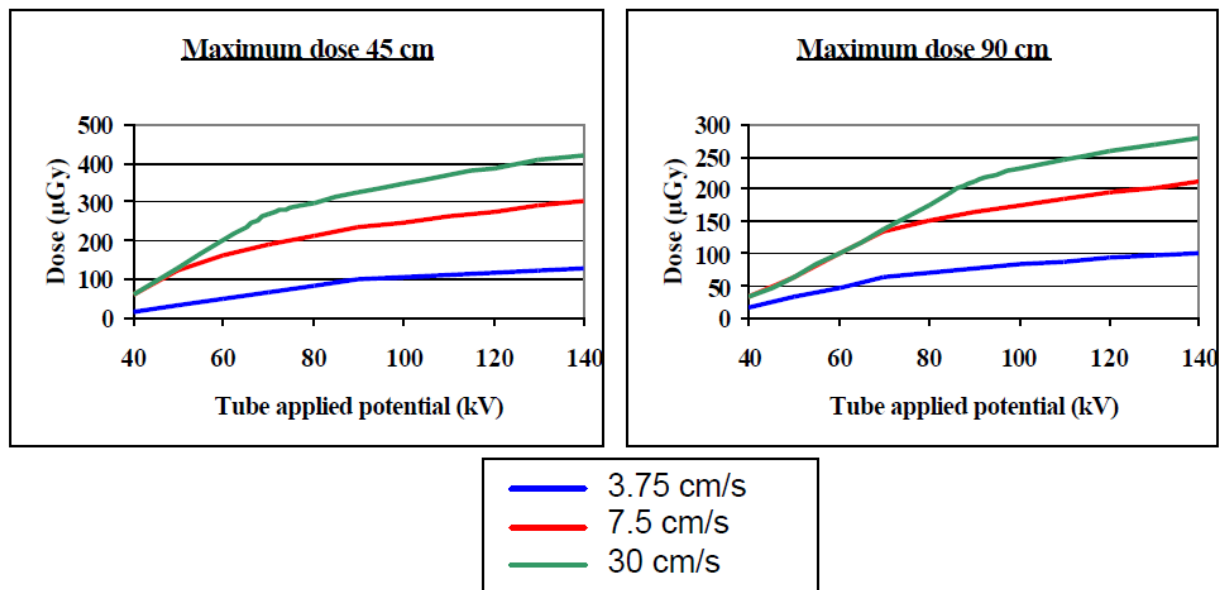 Maximum dose 45 cm
500
400
300
200
100
0
Dose (µGy)
40 60 80 100 120 140
Tube applied potential (kV)
Maximum dose 90 cm
300
250
200
150
100
50
0
Dose (µGy)
40 60 80 100 120 140
Tube applied potential (kV)
3.75 cm/s
7.5 cm/s
30 cm/s